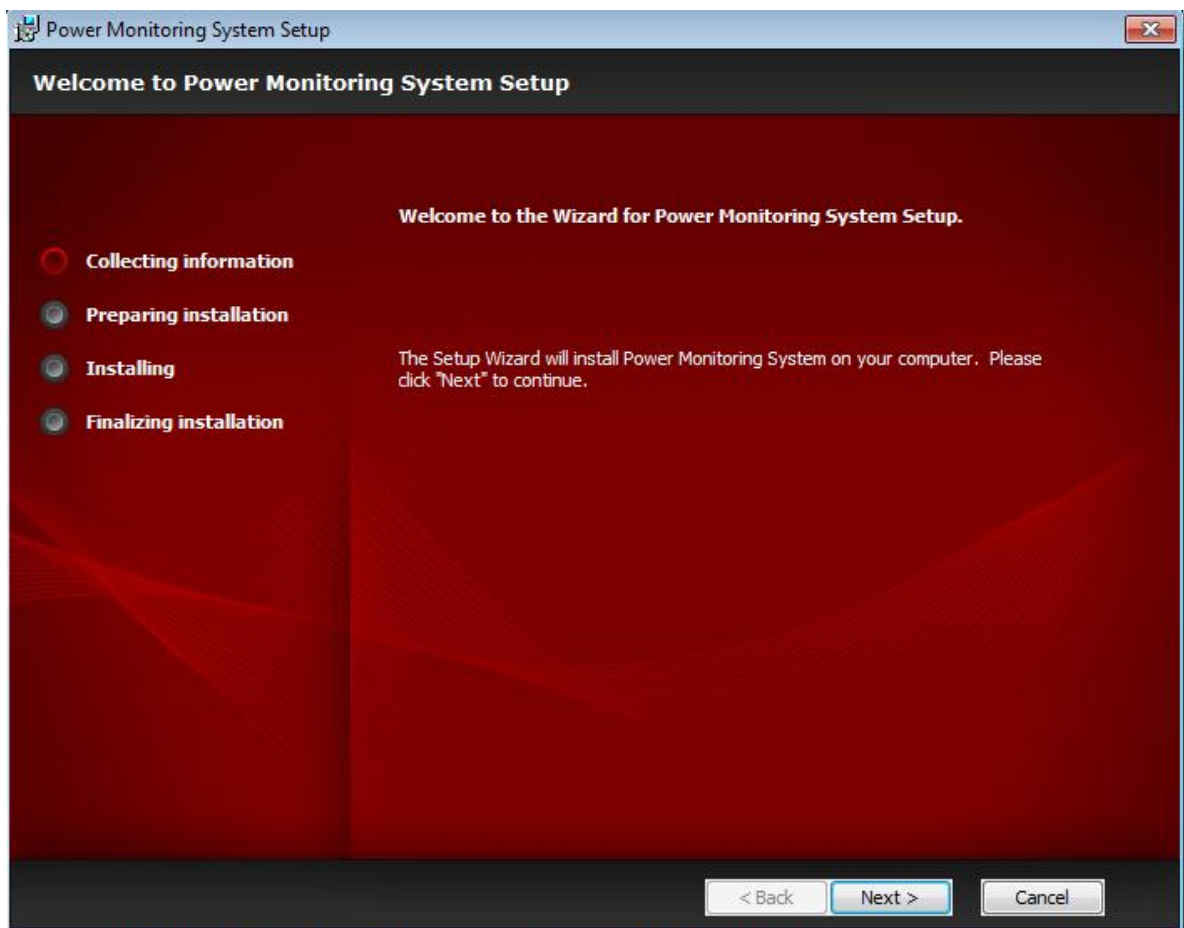 Power Monitoring System Setup
Welcome to Power Monitoring System Setup
Welcome to the Wizard for Power Monitoring System Setup.
Collecting information
Preparing installation
Installing
Finalizing installation
The Setup Wizard will install Power Monitoring System on your computer.  Please
click "Next" to continue.
< Back
Next >
Cancel